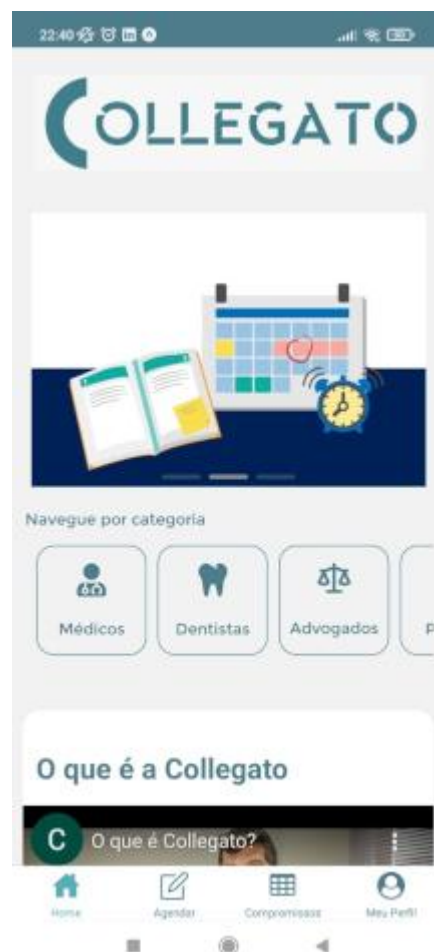 22:40
COLLEGATO
Navegue por categoria
Médicos
Dentistas
Advogados
P
O que é a Collegato
C O que é Collegato?
Home
Agendar
Compromissos
Meu Perfil